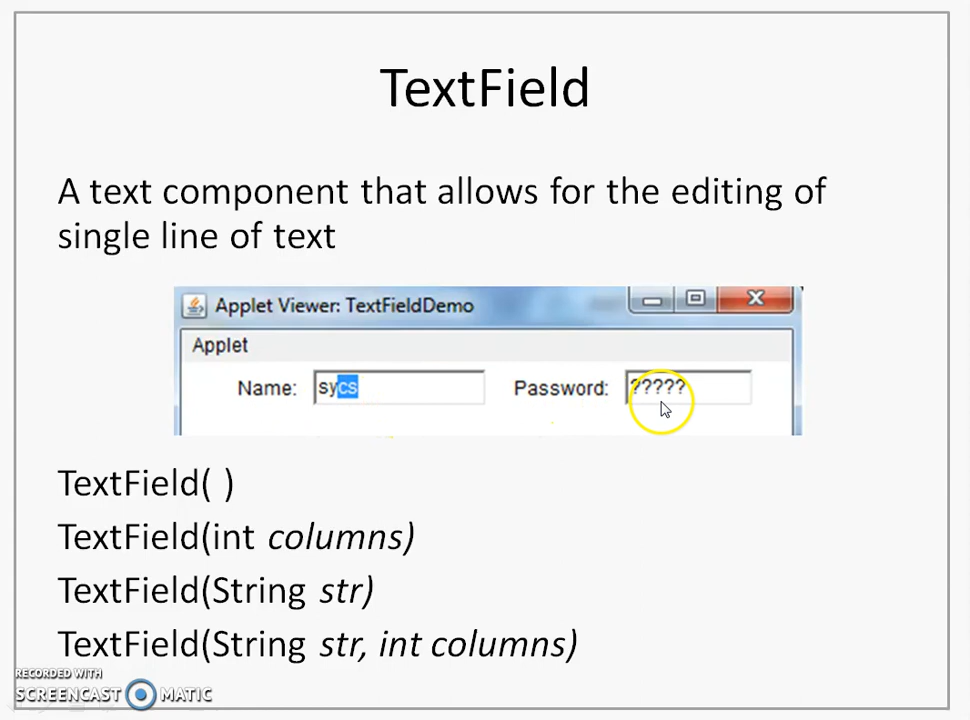 TextField
A text component that allows for the editing of
single line of text
Applet Viewer: TextFieldDemo
Applet
Name: sycs Password: ?????
TextField( )
TextField(int columns)
TextField(String str)
TextField(String str, int columns)
RECORDED WITH
SCREENCAST MATIC